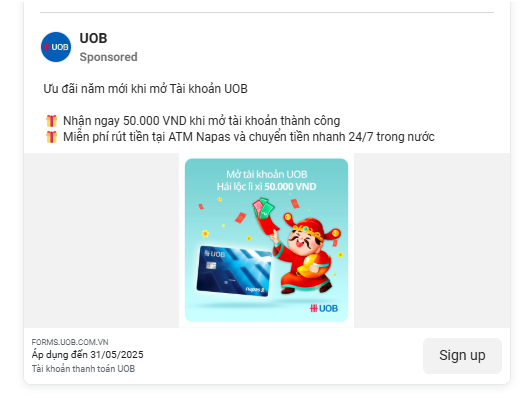 UOB
UOB
Sponsored
Ưu đãi năm mới khi mở Tài khoản UOB
Nhận ngay 50.000 VND khi mở tài khoản thành công
Miễn phí rút tiền tại ATM Napas và chuyển tiền nhanh 24/7 trong nước
Mở tài khoản UOB
Hái lộc lì xì 50.000 VND
UOB
napas
UOB
FORMS.UOB.COM.VN
Áp dụng đến 31/05/2025
Tài khoản thanh toán UOB
Sign up